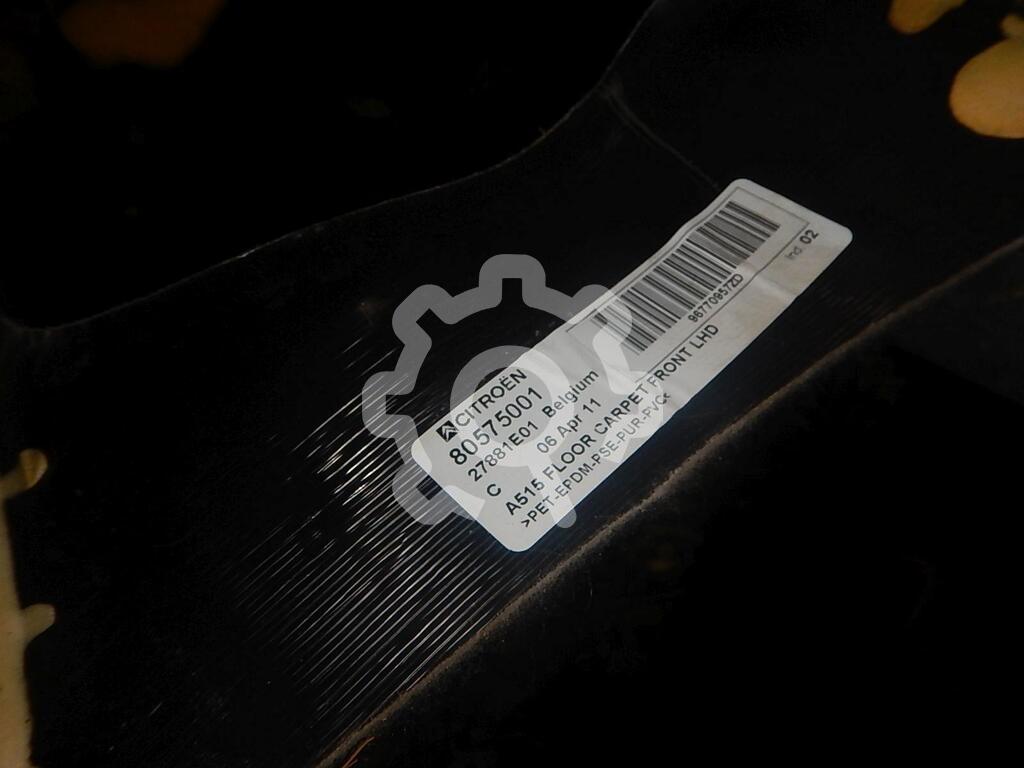 CITROËN
80575001
27881E01 Belgium
C 06 Apr 11
A515 FLOOR CARPET FRONT LHD
>PET-EPDM-PSE-PUR-PVC<
96770957ZD
Ind. 02